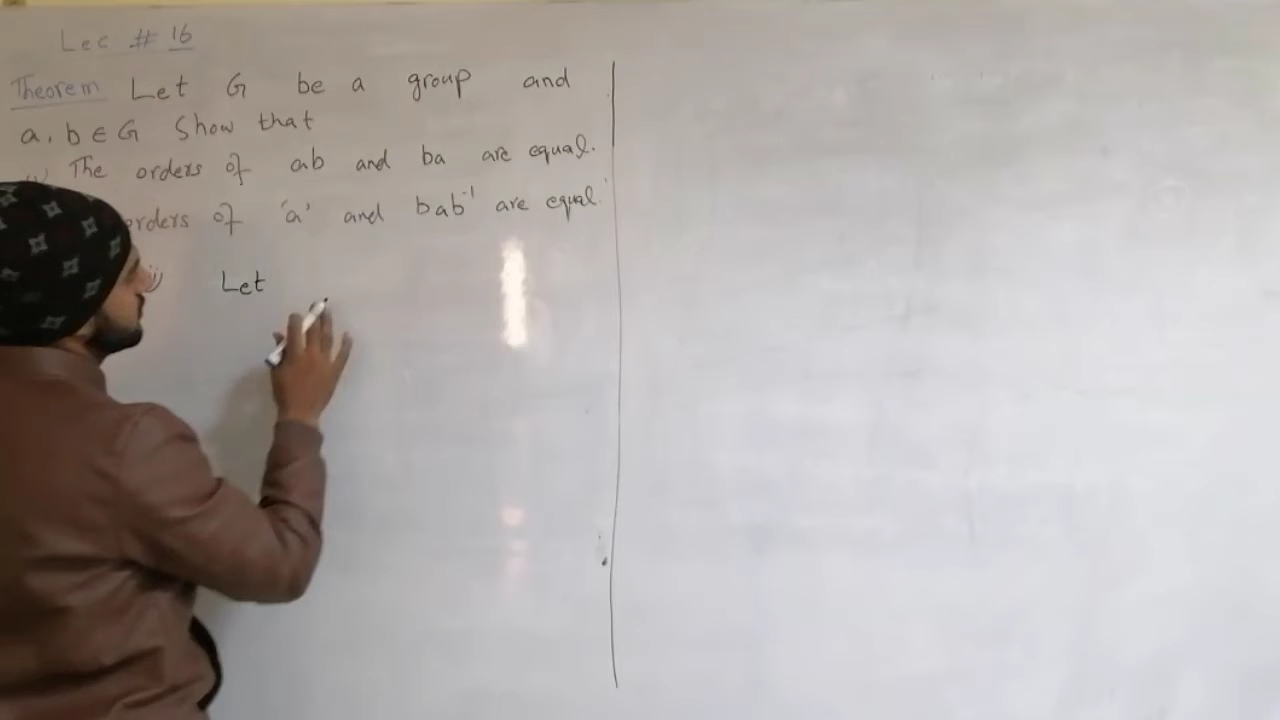 Lec # 16
Theorem Let G be a group and
a, b ∈ G Show that
(i) The orders of ab and ba are equal.
orders of 'a' and bab⁻¹ are equal.
Let